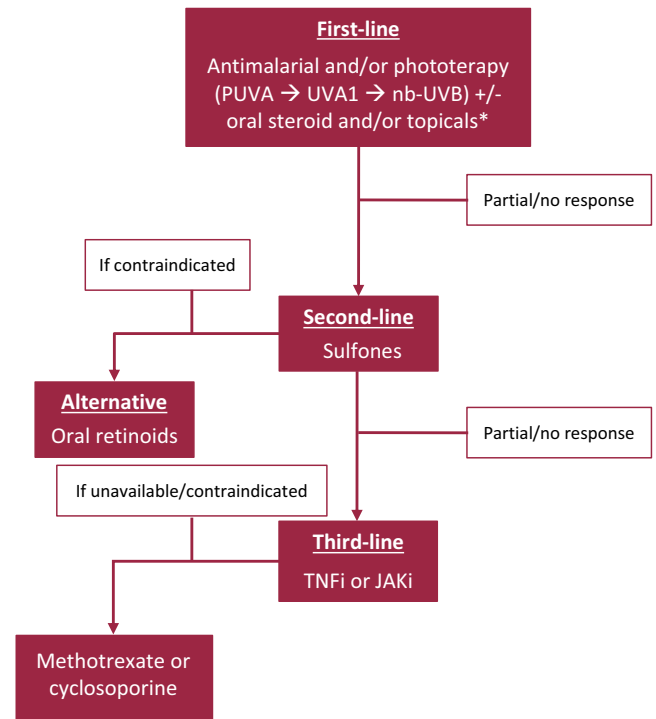 First-line
Antimalarial and/or phototerapy
(PUVA → UVA1 → nb-UVB) +/-
oral steroid and/or topicals*
Partial/no response
If contraindicated
Second-line
Sulfones
Alternative
Oral retinoids
Partial/no response
If unavailable/contraindicated
Third-line
TNFi or JAKi
Methotrexate or
cyclosoporine